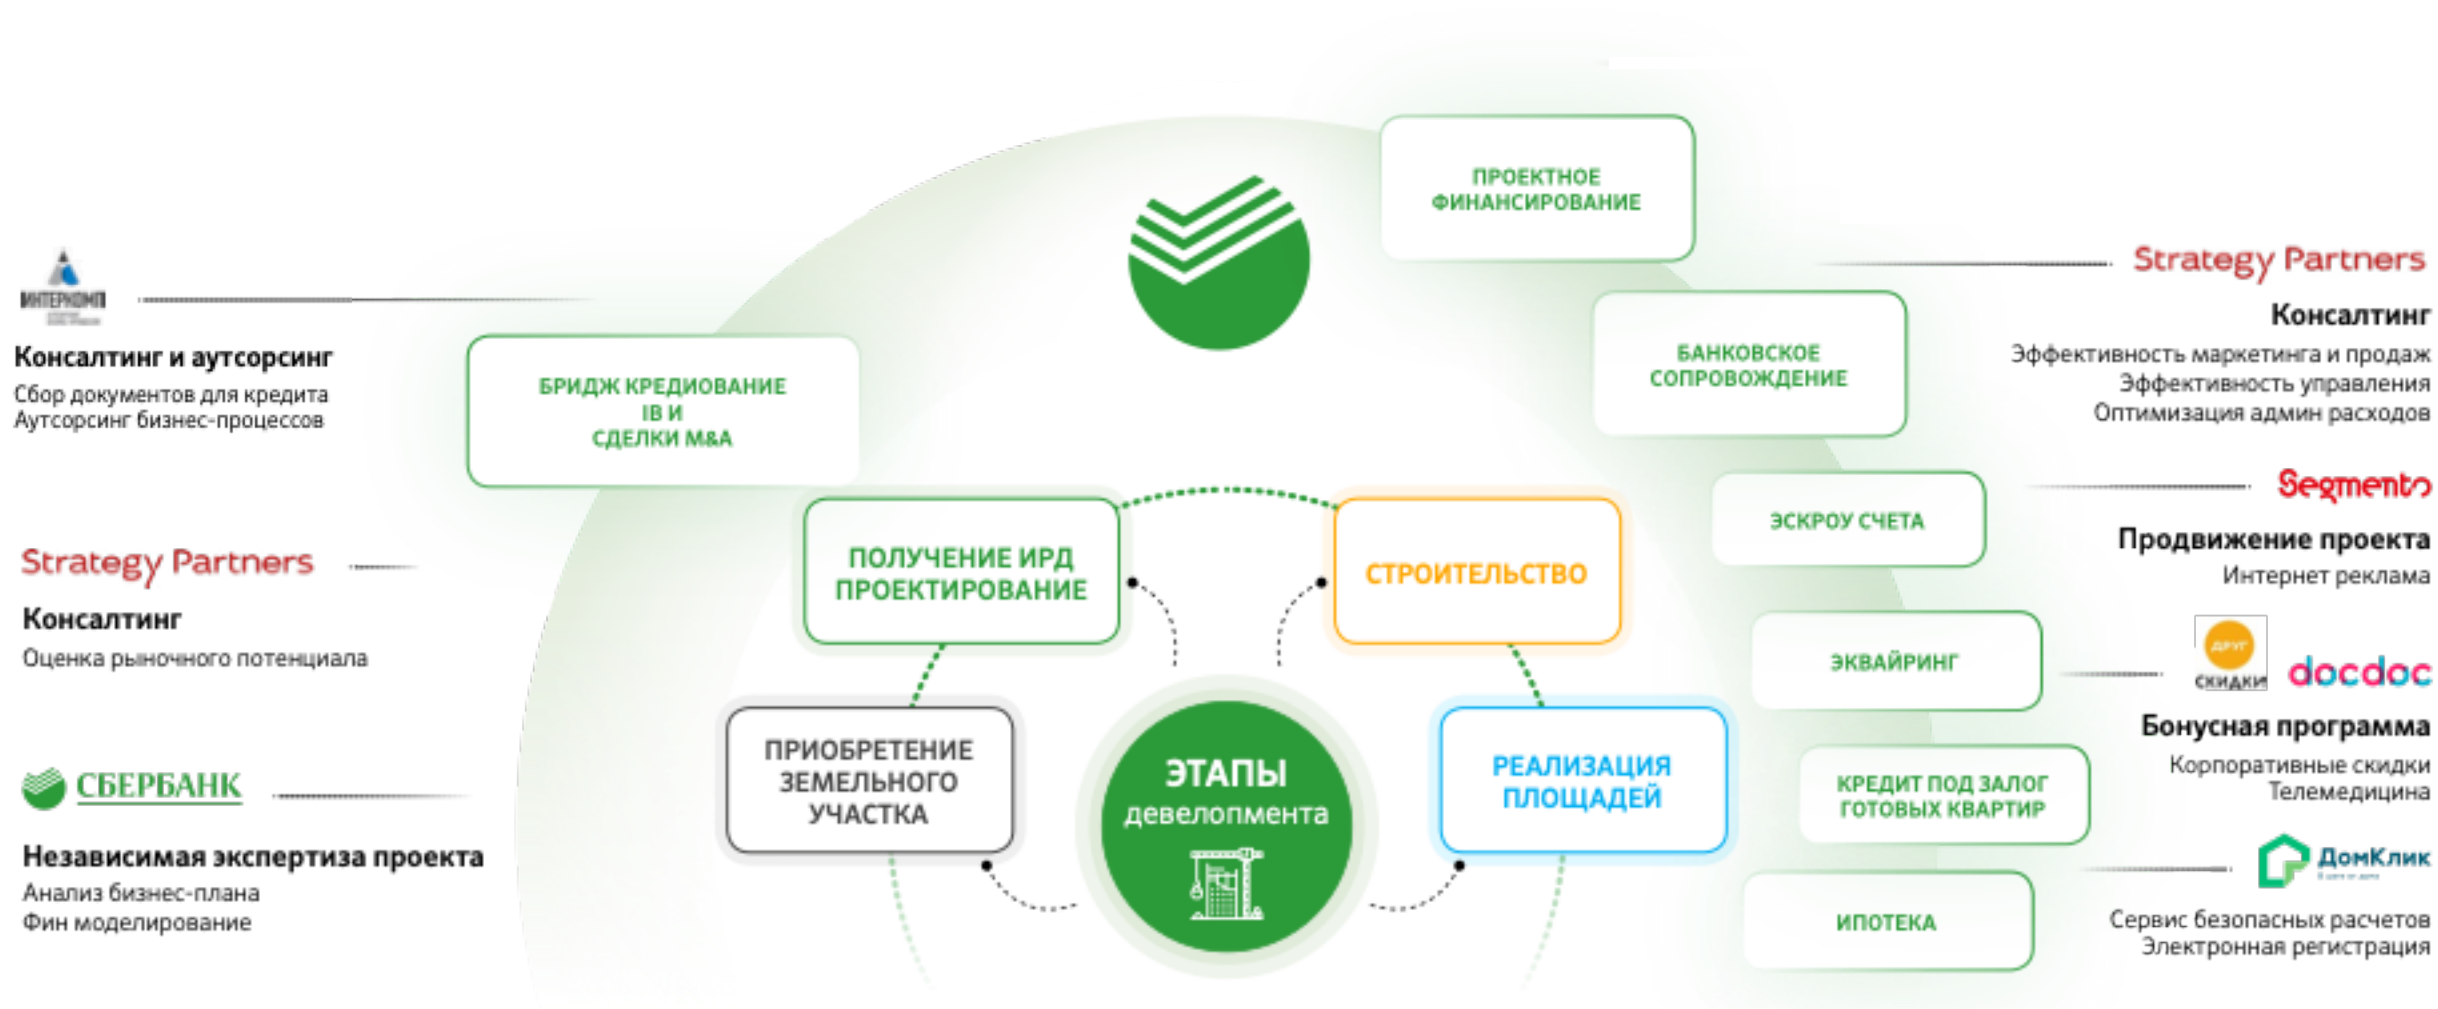 ИНТЕРКОМП
Консалтинг и аутсорсинг
Сбор документов для кредита
Аутсорсинг бизнес-процессов
Strategy Partners
Консалтинг
Оценка рыночного потенциала
СБЕРБАНК
Независимая экспертиза проекта
Анализ бизнес-плана
Фин моделирование
БРИДЖ КРЕДИОВАНИЕ
IB И
СДЕЛКИ M&A
ПОЛУЧЕНИЕ ИРД
ПРОЕКТИРОВАНИЕ
ПРИОБРЕТЕНИЕ
ЗЕМЕЛЬНОГО
УЧАСТКА
ЭТАПЫ
девелопмента
СТРОИТЕЛЬСТВО
РЕАЛИЗАЦИЯ
ПЛОЩАДЕЙ
ПРОЕКТНОЕ
ФИНАНСИРОВАНИЕ
БАНКОВСКОЕ
СОПРОВОЖДЕНИЕ
ЭСКРОУ СЧЕТА
ЭКВАЙРИНГ
КРЕДИТ ПОД ЗАЛОГ
ГОТОВЫХ КВАРТИР
ИПОТЕКА
Strategy Partners
Консалтинг
Эффективность маркетинга и продаж
Эффективность управления
Оптимизация админ расходов
Segmento
Продвижение проекта
Интернет реклама
ДРУГ
СКИДКИ
docdoc
Бонусная программа
Корпоративные скидки
Телемедицина
ДомКлик
Сервис безопасных расчетов
Электронная регистрация